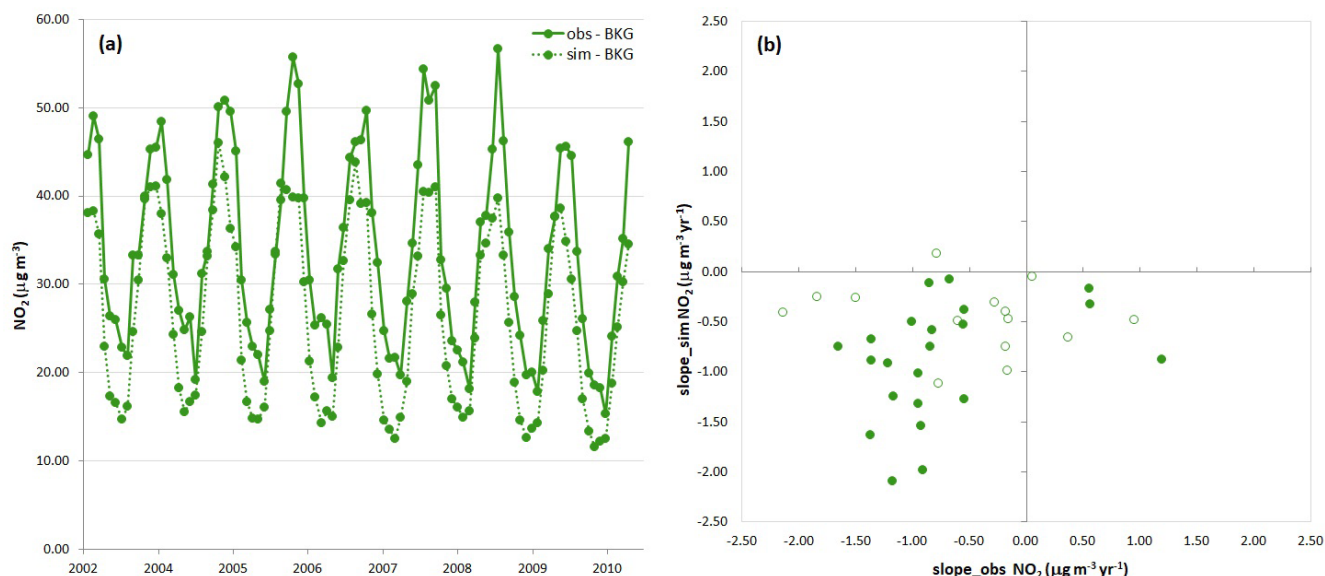 (a)
obs - BKG
sim - BKG
60.00
50.00
40.00
30.00
20.00
10.00
0.00
NO2 (µg m-3)
2002 2004 2005 2006 2007 2008 2009 2010
(b)
2.50
2.00
1.50
1.00
0.50
0.00
-0.50
-1.00
-1.50
-2.00
-2.50
slope_sim NO2 (µg m-3 yr-1)
-2.50 -2.00 -1.50 -1.00 -0.50 0.00 0.50 1.00 1.50 2.00 2.50
slope_obs NO2 (µg m-3 yr-1)